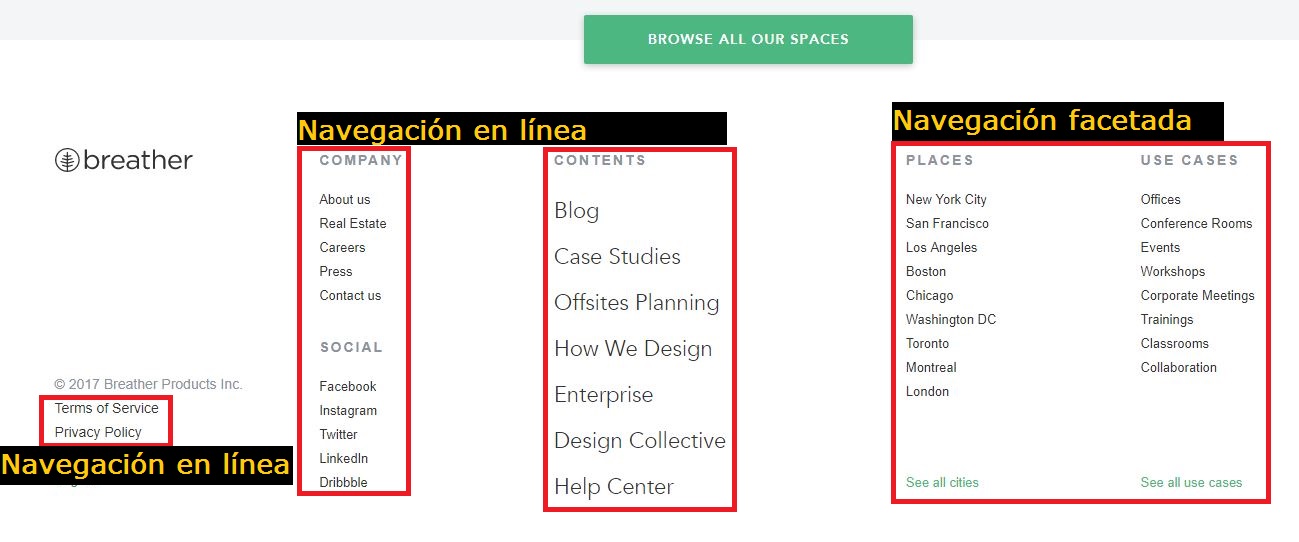 BROWSE ALL OUR SPACES
breather
© 2017 Breather Products Inc.
Terms of Service
Privacy Policy
Navegación en línea
Navegación en línea
COMPANY
About us
Real Estate
Careers
Press
Contact us
SOCIAL
Facebook
Instagram
Twitter
LinkedIn
Dribbble
CONTENTS
Blog
Case Studies
Offsites Planning
How We Design
Enterprise
Design Collective
Help Center
Navegación facetada
PLACES
New York City
San Francisco
Los Angeles
Boston
Chicago
Washington DC
Toronto
Montreal
London
See all cities
USE CASES
Offices
Conference Rooms
Events
Workshops
Corporate Meetings
Trainings
Classrooms
Collaboration
See all use cases